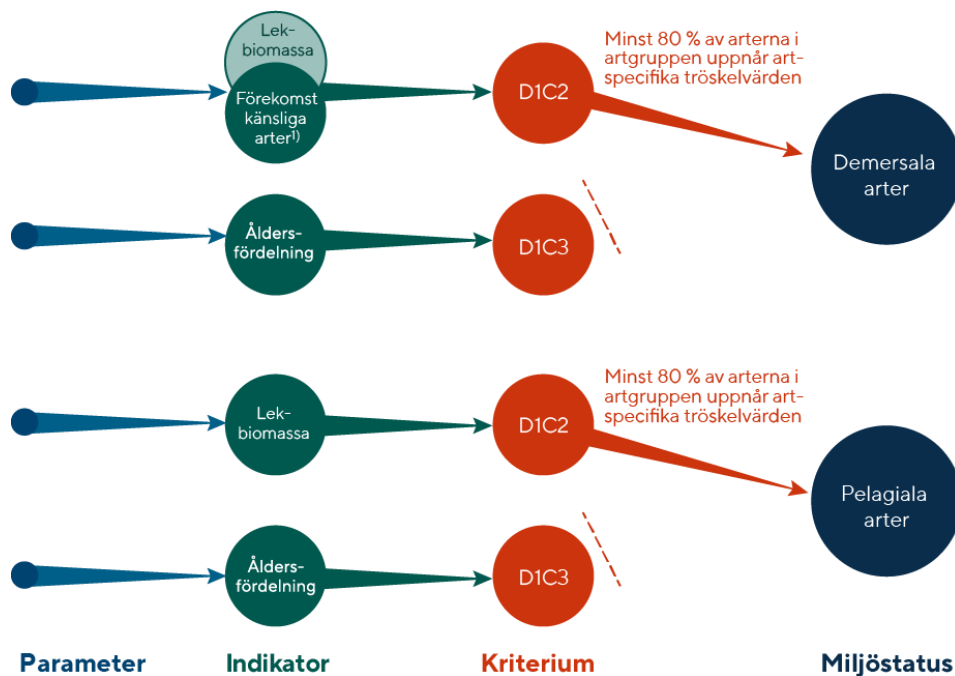 Lek-
biomassa
Förekomst
känsliga
arter¹⁾
D1C2
Minst 80 % av arterna i
artgruppen uppnår art-
specifika tröskelvärden
Demersala
arter
Ålders-
fördelning
D1C3
Lek-
biomassa
D1C2
Minst 80 % av arterna i
artgruppen uppnår art-
specifika tröskelvärden
Pelagiala
arter
Ålders-
fördelning
D1C3
Parameter
Indikator
Kriterium
Miljöstatus